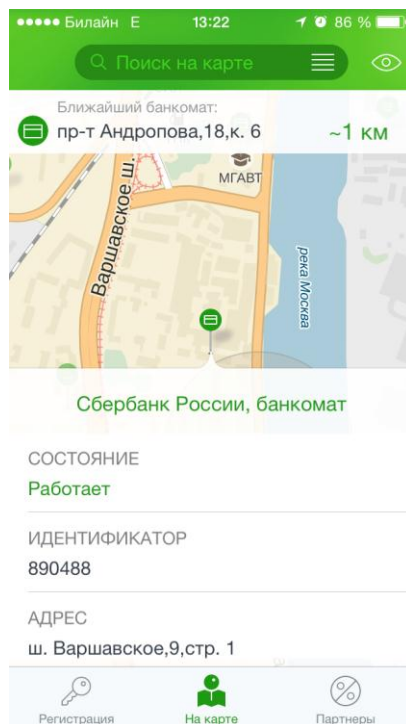 Билайн E 13:22 86 %
Поиск на карте
Ближайший банкомат:
пр-т Андропова,18,к. 6 ~1 км
МГАВТ
Варшавское ш.
река Москва
Сбербанк России, банкомат
СОСТОЯНИЕ
Работает
ИДЕНТИФИКАТОР
890488
АДРЕС
ш. Варшавское,9,стр. 1
Регистрация На карте Партнеры